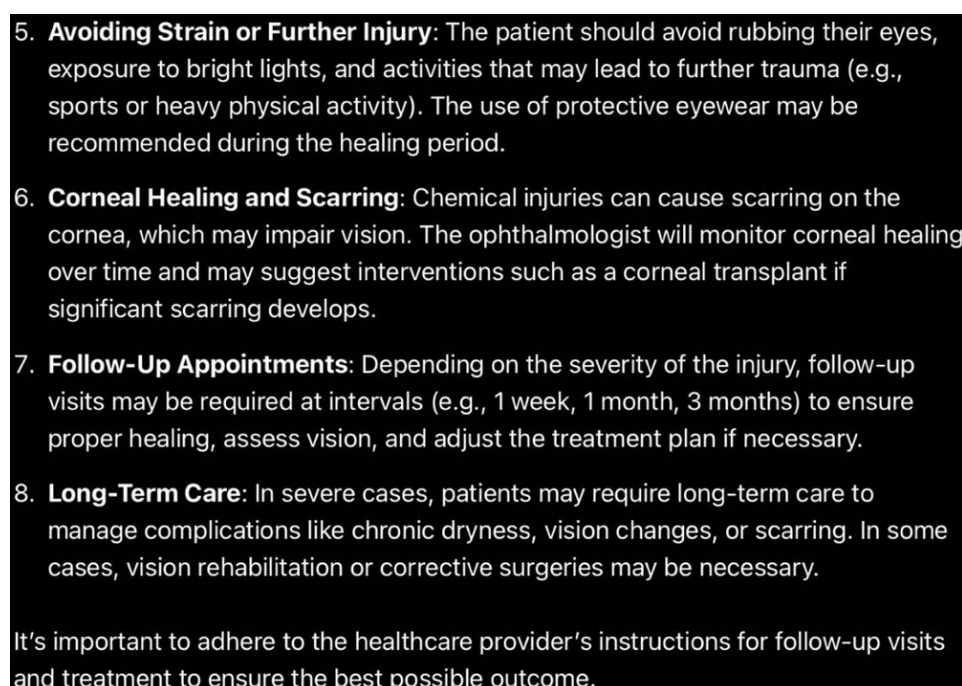 5. Avoiding Strain or Further Injury: The patient should avoid rubbing their eyes,
exposure to bright lights, and activities that may lead to further trauma (e.g.,
sports or heavy physical activity). The use of protective eyewear may be
recommended during the healing period.
6. Corneal Healing and Scarring: Chemical injuries can cause scarring on the
cornea, which may impair vision. The ophthalmologist will monitor corneal healing
over time and may suggest interventions such as a corneal transplant if
significant scarring develops.
7. Follow-Up Appointments: Depending on the severity of the injury, follow-up
visits may be required at intervals (e.g., 1 week, 1 month, 3 months) to ensure
proper healing, assess vision, and adjust the treatment plan if necessary.
8. Long-Term Care: In severe cases, patients may require long-term care to
manage complications like chronic dryness, vision changes, or scarring. In some
cases, vision rehabilitation or corrective surgeries may be necessary.
It's important to adhere to the healthcare provider's instructions for follow-up visits
and treatment to ensure the best possible outcome.